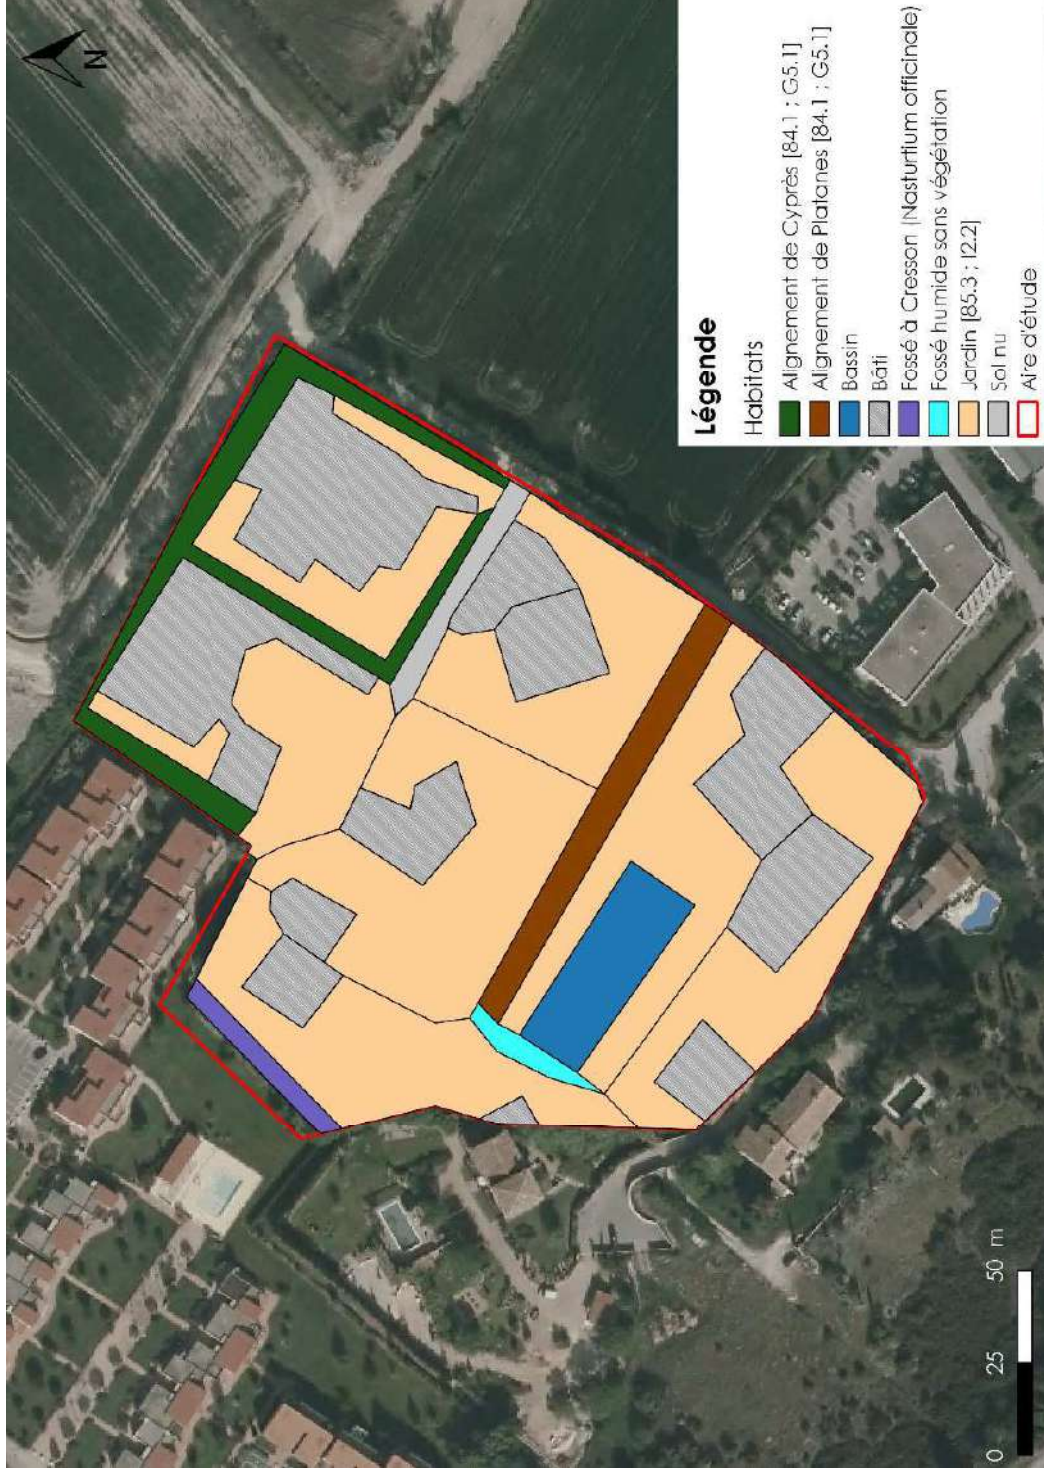 N
Légende
Habitats
Alignement de Cyprès [84.1 ; G5.1]
Alignement de Platanes [84.1 ; G5.1]
Bassin
Bâti
Fossé à Cresson (Nasturtium officinale)
Fossé humide sans végétation
Jardin [85.3 ; I2.2]
Sol nu
Aire d'étude
0 25 50 m